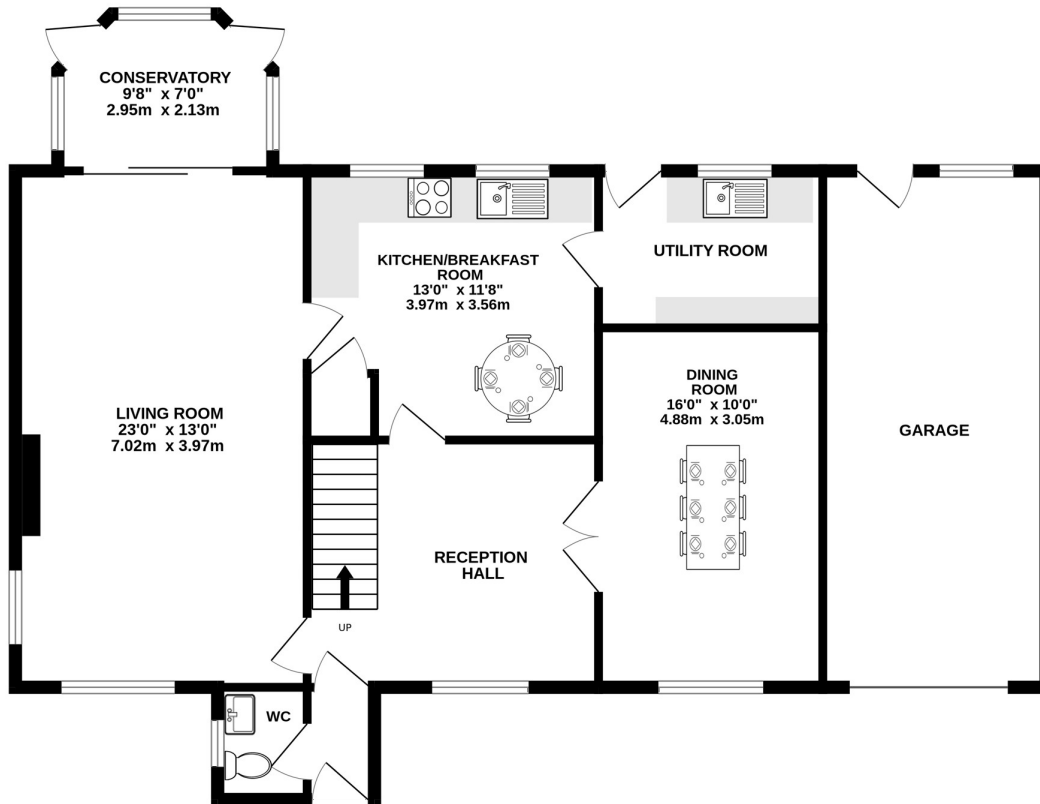 CONSERVATORY
9'8" x 7'0"
2.95m x 2.13m
KITCHEN/BREAKFAST
ROOM
13'0" x 11'8"
3.97m x 3.56m
UTILITY ROOM
DINING
ROOM
16'0" x 10'0"
4.88m x 3.05m
LIVING ROOM
23'0" x 13'0"
7.02m x 3.97m
GARAGE
RECEPTION
HALL
UP
WC